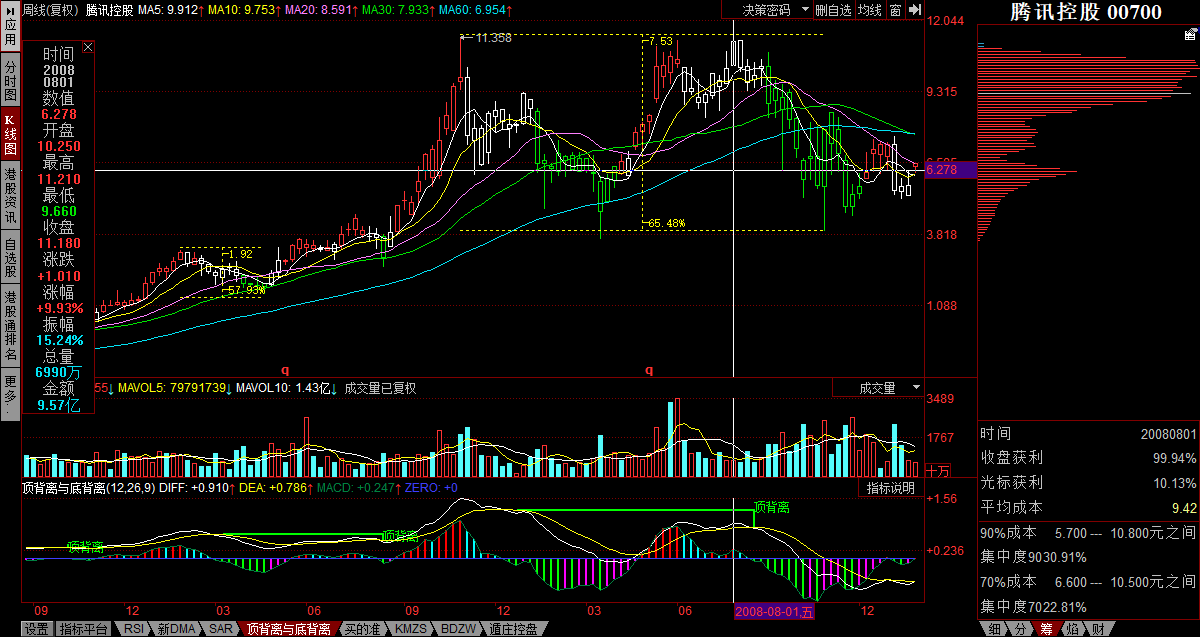 周线(复权) 腾讯控股 MA5: 9.912↑ MA10: 9.753↑ MA20: 8.591↑ MA30: 7.933↑ MA60: 6.954↑
决策密码 删自选 均线 窗
腾讯控股 00700
应用
分时图
K线图
港股资讯
自选股
港股通排名
更多
时间
2008
0801
数值
6.278
开盘
10.250
最高
11.210
最低
9.660
收盘
11.180
涨跌
+1.010
涨幅
+9.93%
振幅
15.24%
总量
6990万
金额
9.57亿
11.358
7.53
65.48%
1.92
57.93%
q
q
12.044
9.315
6.278
3.818
1.088
55↓ MAVOL5: 79791739↓ MAVOL10: 1.43亿↓ 成交量已复权
成交量
3489
1767
十万
顶背离与底背离(12,26,9) DIFF: +0.910↑ DEA: +0.786↑ MACD: +0.247↑ ZERO: +0
指标说明
顶背离
顶背离
顶背离
+1.56
+0.236
09 12 03 06 09 12 03 06 2008-08-01,五 12
设置 指标平台 RSI 新DMA SAR 顶背离与底背离 买的准 KMZS BDZW 通庄控盘
时间 20080801
收盘获利 99.94%
光标获利 10.13%
平均成本 9.42
90%成本 5.700 --- 10.800元之间
集中度9030.91%
70%成本 6.600 --- 10.500元之间
集中度7022.81%
细 分 筹 焰 财